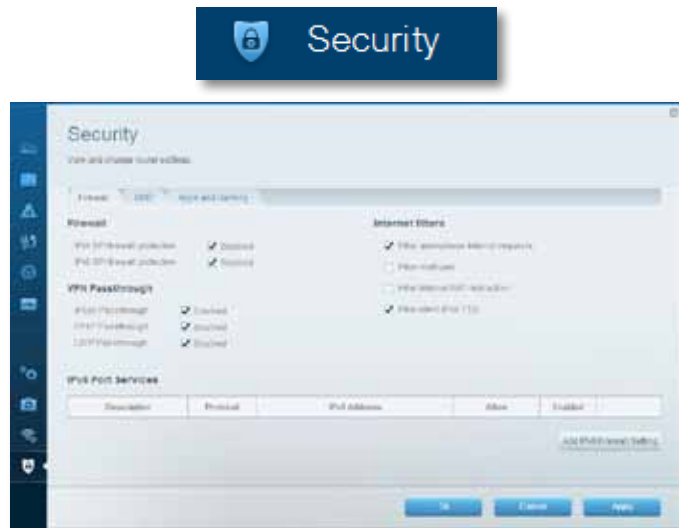 Security
Security
View and change router settings
Firewall DMZ Apps and Gaming
Firewall
Internet filters
IPv4 SPI firewall protection Enabled
Filter anonymous Internet requests
IPv6 SPI firewall protection Enabled
Filter multicast
Filter Internet NAT redirection
VPN Passthrough
Filter ident (Port 113)
IPSec Passthrough Enabled
PPTP Passthrough Enabled
L2TP Passthrough Enabled
IPv6 Port Services
Description Protocol IPv6 Address Allow Enabled
Add IPv6 Firewall Setting
Ok Cancel Apply